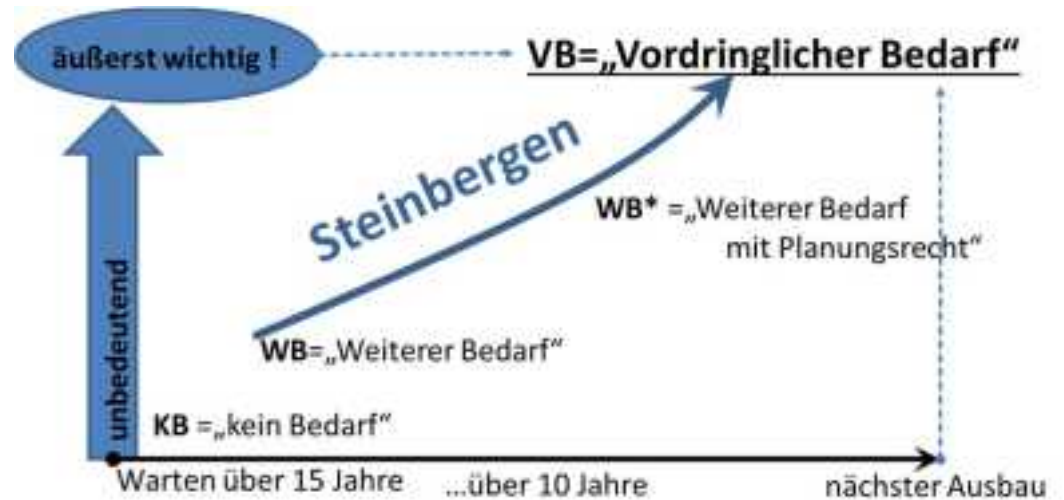 äußerst wichtig !
VB=„Vordringlicher Bedarf“
Steinbergen
WB* =„Weiterer Bedarf
mit Planungsrecht“
WB=„Weiterer Bedarf“
unbedeutend
KB =„kein Bedarf“
Warten über 15 Jahre ...über 10 Jahre nächster Ausbau